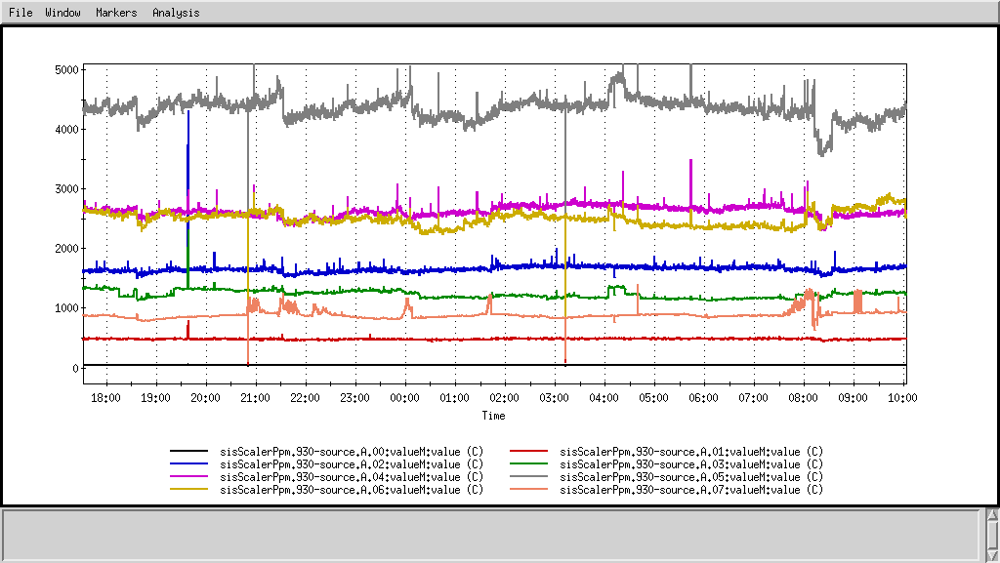 File Window Markers Analysis
5000
4000
3000
2000
1000
0
18:00 19:00 20:00 21:00 22:00 23:00 00:00 01:00 02:00 03:00 04:00 05:00 06:00 07:00 08:00 09:00 10:00
Time
sisScalerPpm.930-source.A.00:valueM:value (C) sisScalerPpm.930-source.A.01:valueM:value (C)
sisScalerPpm.930-source.A.02:valueM:value (C) sisScalerPpm.930-source.A.03:valueM:value (C)
sisScalerPpm.930-source.A.04:valueM:value (C) sisScalerPpm.930-source.A.05:valueM:value (C)
sisScalerPpm.930-source.A.06:valueM:value (C) sisScalerPpm.930-source.A.07:valueM:value (C)